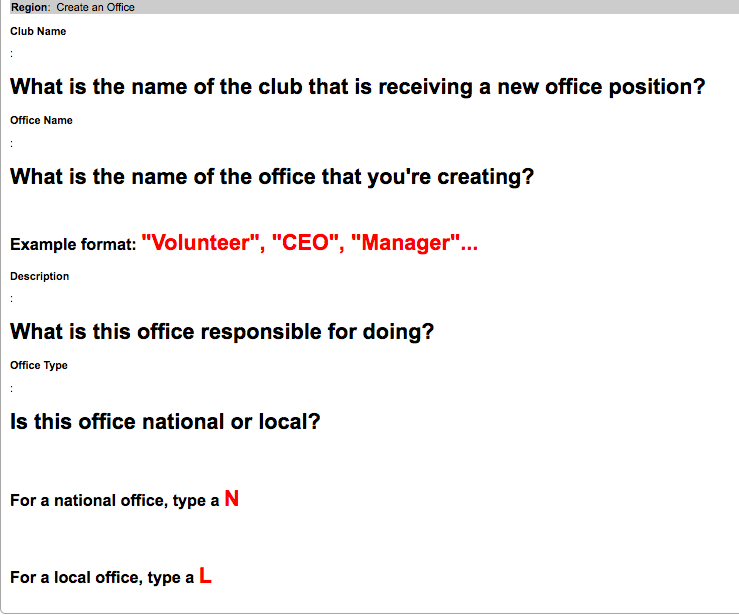 Region: Create an Office
Club Name
:
What is the name of the club that is receiving a new office position?
Office Name
:
What is the name of the office that you're creating?
Example format: "Volunteer", "CEO", "Manager"...
Description
:
What is this office responsible for doing?
Office Type
:
Is this office national or local?
For a national office, type a N
For a local office, type a L